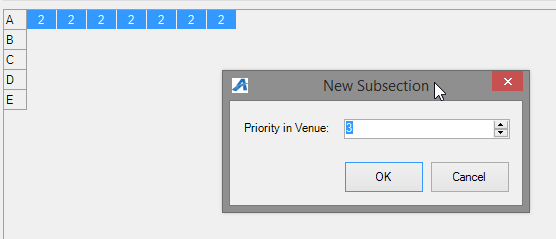 A 2 2 2 2 2 2 2
B
C
D
E
New Subsection
Priority in Venue: 3
OK Cancel